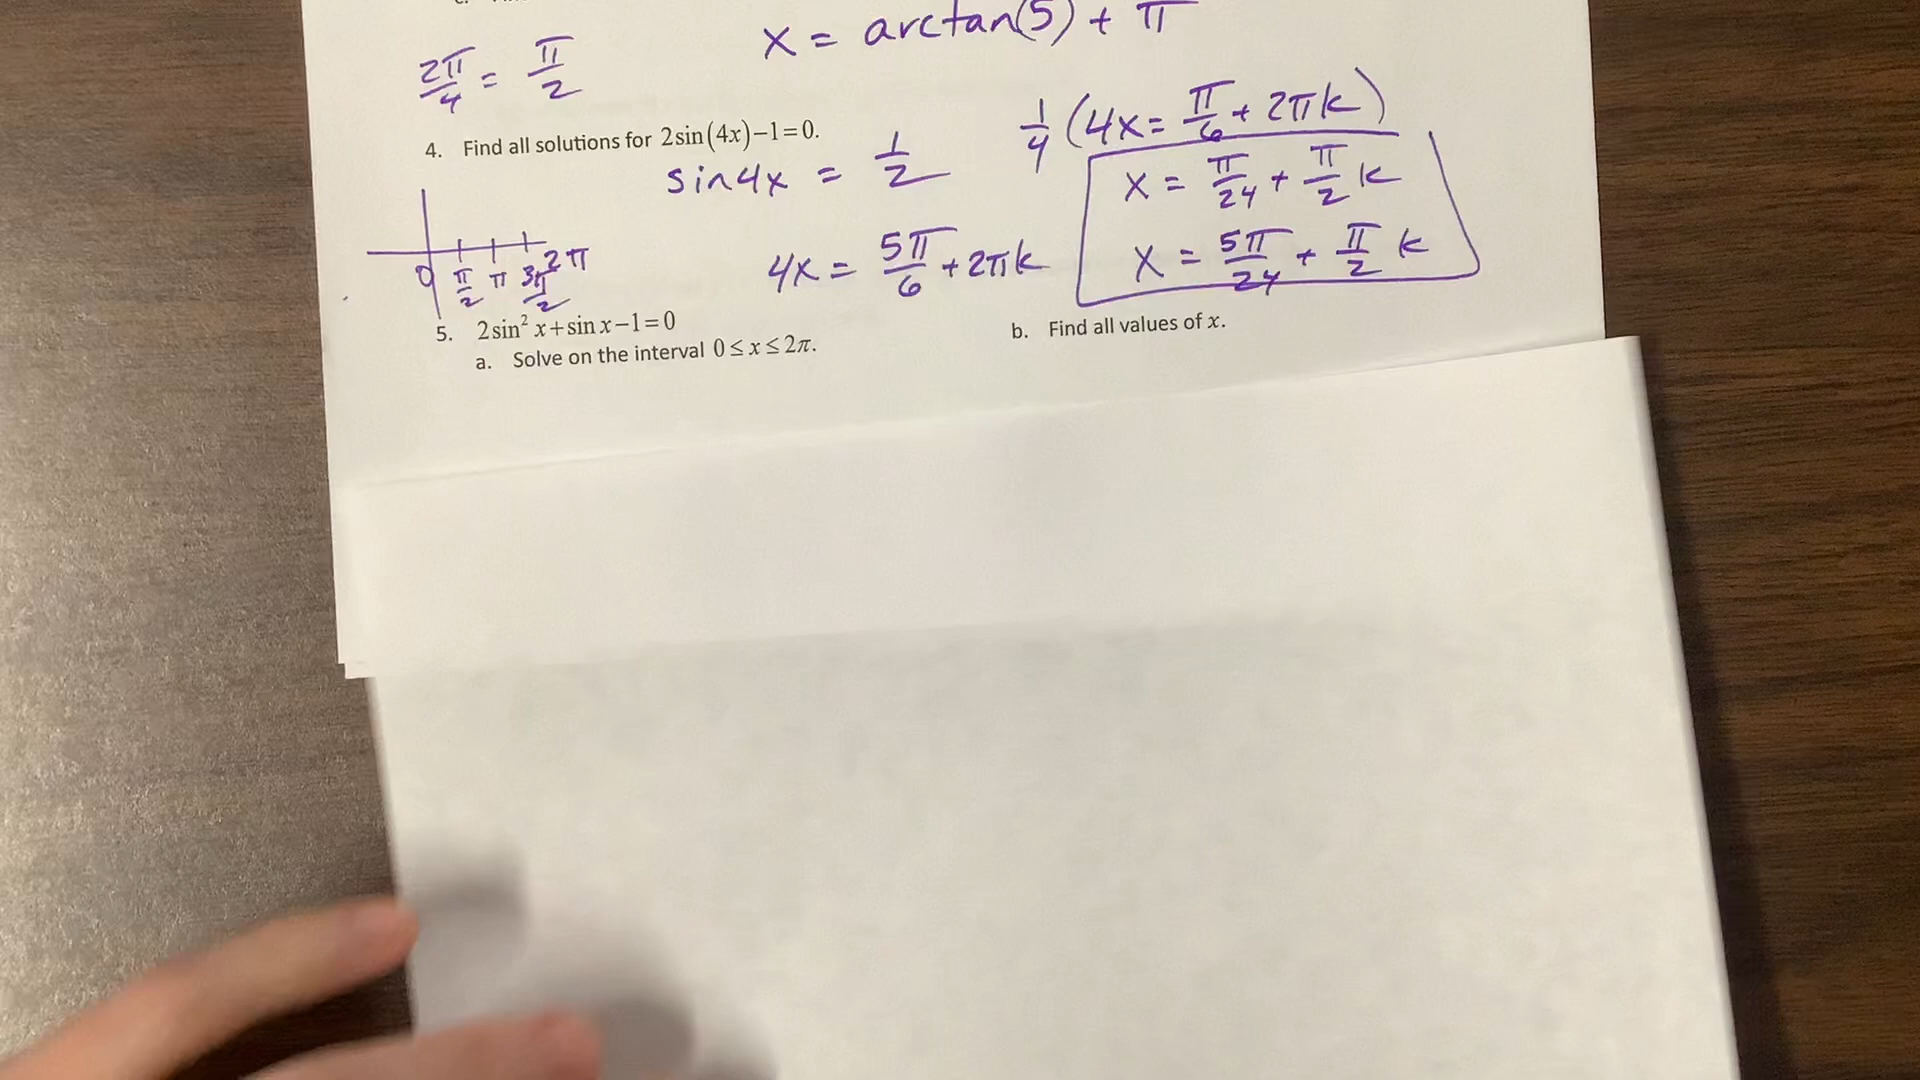 x = arctan(5) + π
2π/4 = π/2
4. Find all solutions for 2sin(4x)−1=0.
sin4x = 1/2
1/4 (4x = π/6 + 2πk)
x = π/24 + π/2 k
4x = 5π/6 + 2πk
x = 5π/24 + π/2 k
0 π/2 π 3π/2 2π
5. 2sin² x+sin x−1=0
a. Solve on the interval 0≤x≤2π.
b. Find all values of x.